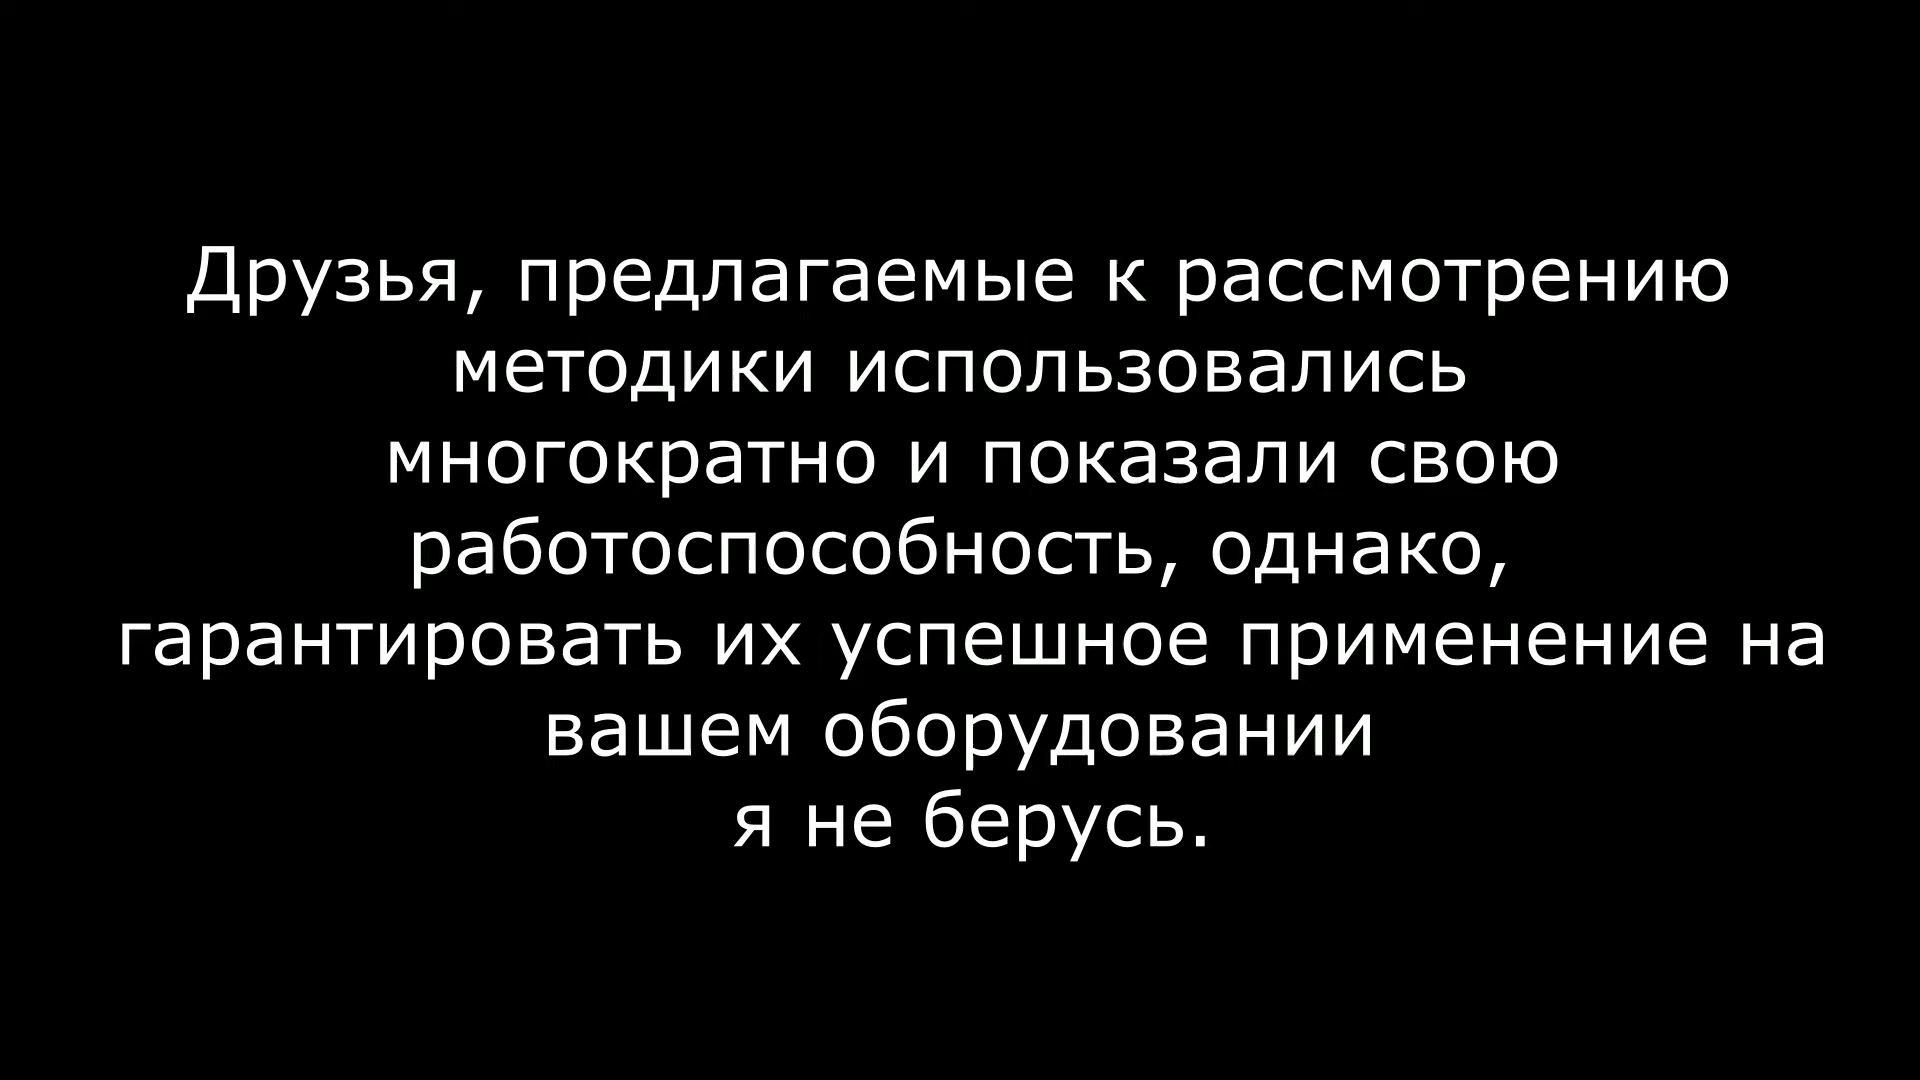 Друзья, предлагаемые к рассмотрению
методики использовались
многократно и показали свою
работоспособность, однако,
гарантировать их успешное применение на
вашем оборудовании
я не берусь.